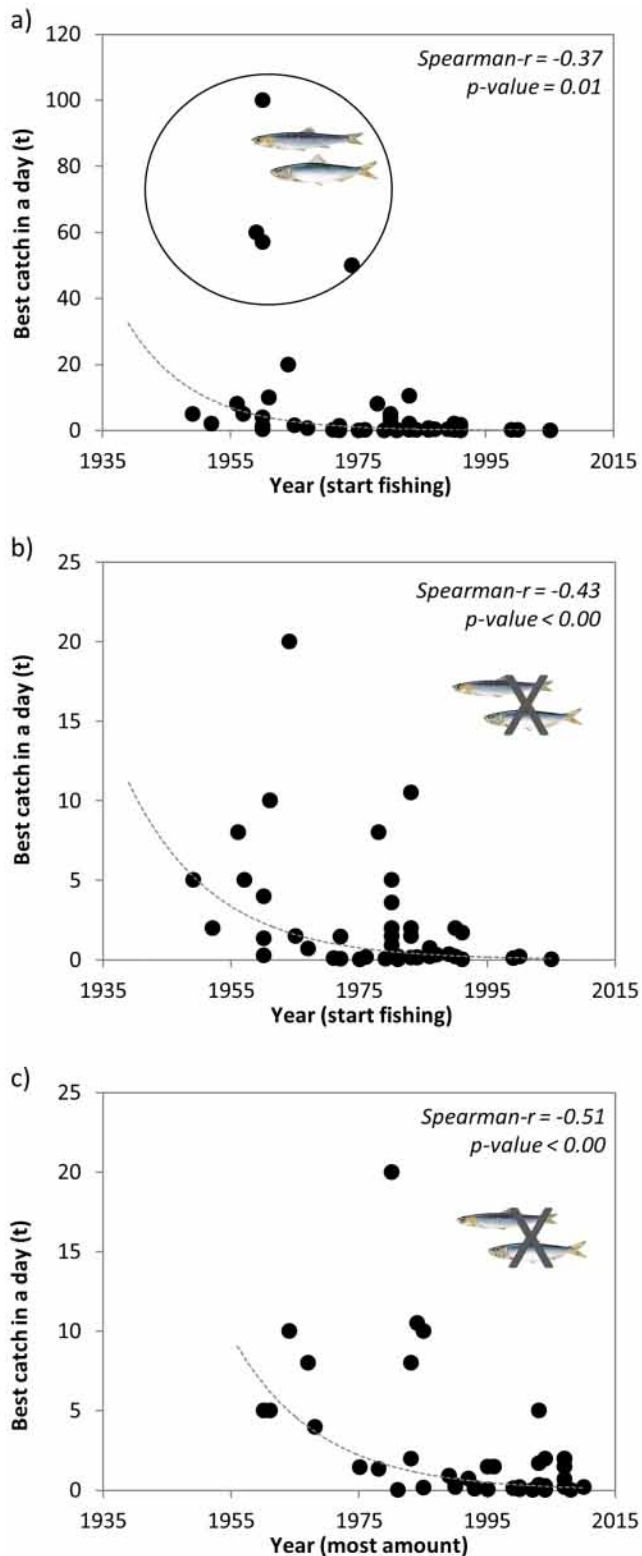 a)
120
100
80
60
40
20
0
Best catch in a day (t)
Spearman-r = -0.37
p-value = 0.01
1935 1955 1975 1995 2015
Year (start fishing)
b)
25
20
15
10
5
0
Best catch in a day (t)
Spearman-r = -0.43
p-value < 0.00
1935 1955 1975 1995 2015
Year (start fishing)
c)
25
20
15
10
5
0
Best catch in a day (t)
Spearman-r = -0.51
p-value < 0.00
1935 1955 1975 1995 2015
Year (most amount)